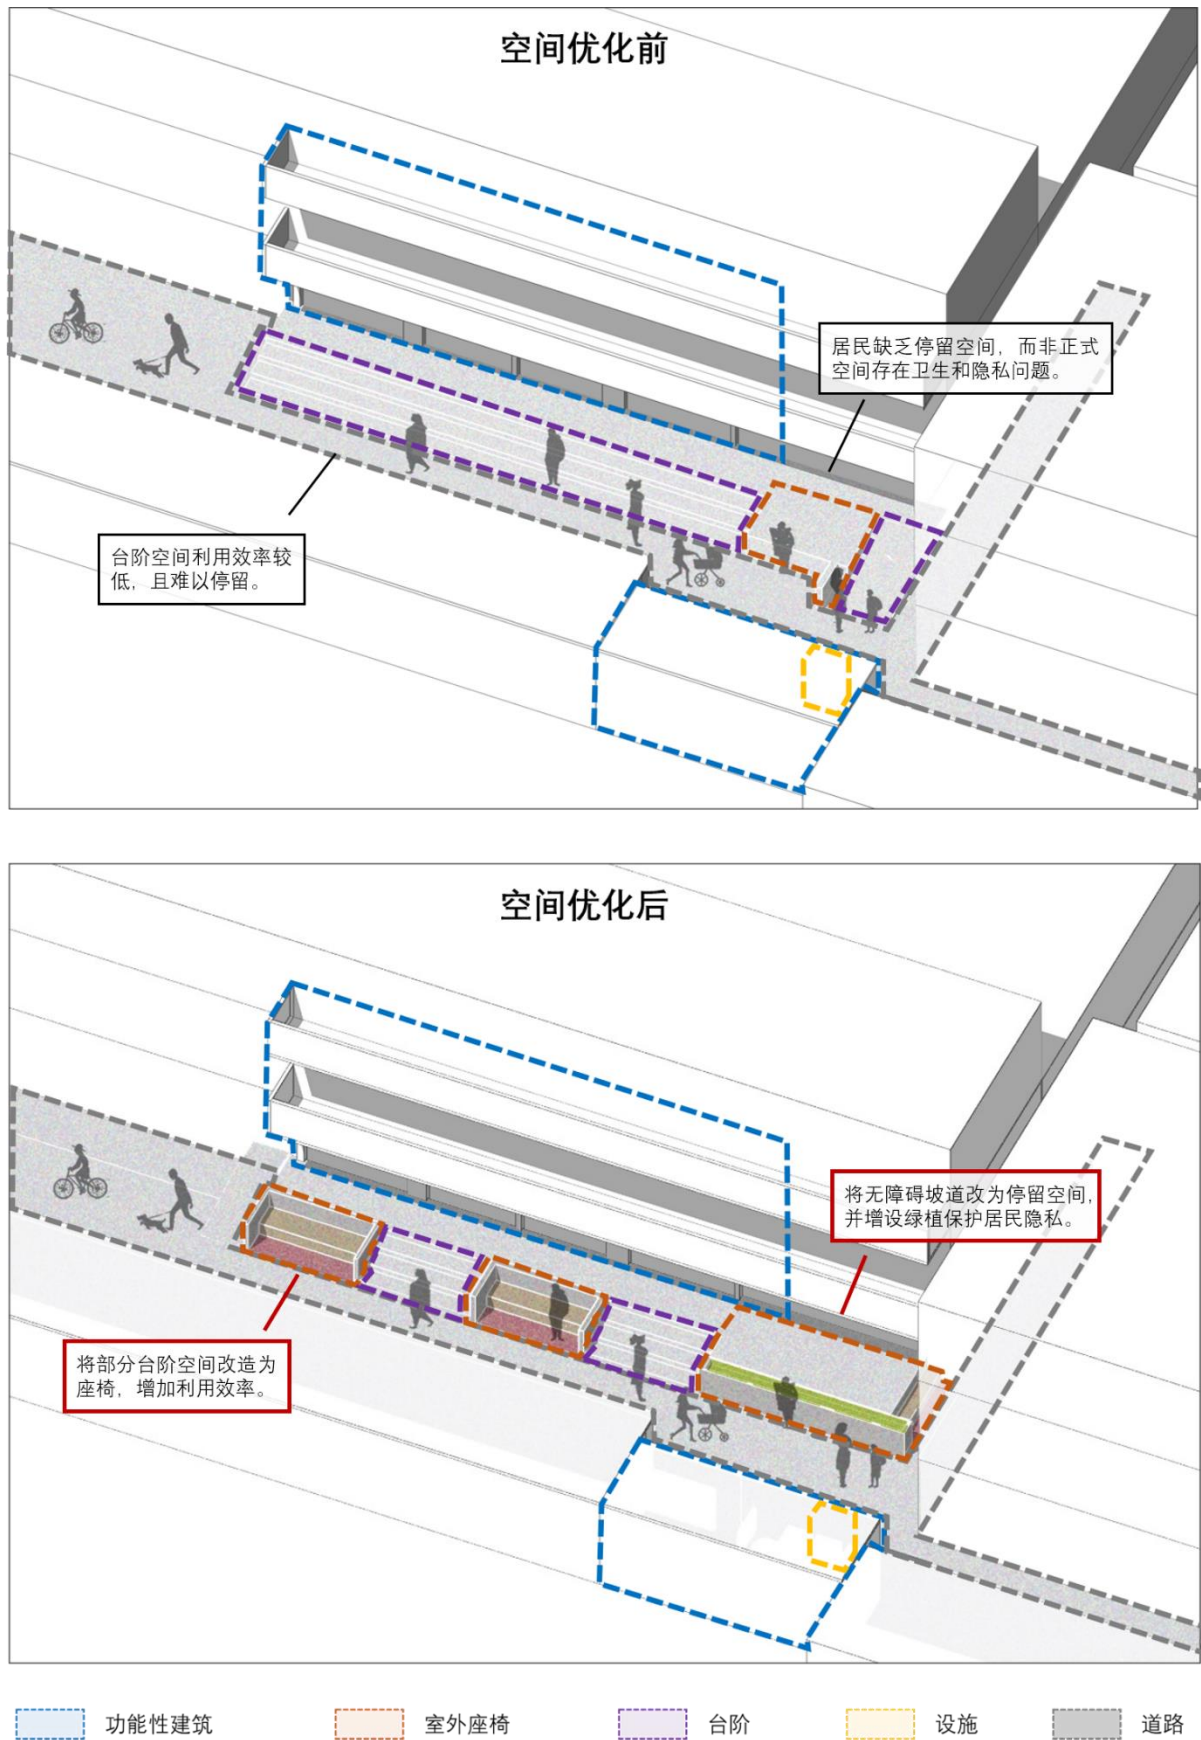 空间优化前
居民缺乏停留空间，而非正式
空间存在卫生和隐私问题。
台阶空间利用效率较
低，且难以停留。
空间优化后
将无障碍坡道改为停留空间，
并增设绿植保护居民隐私。
将部分台阶空间改造为
座椅，增加利用效率。
功能性建筑
室外座椅
台阶
设施
道路